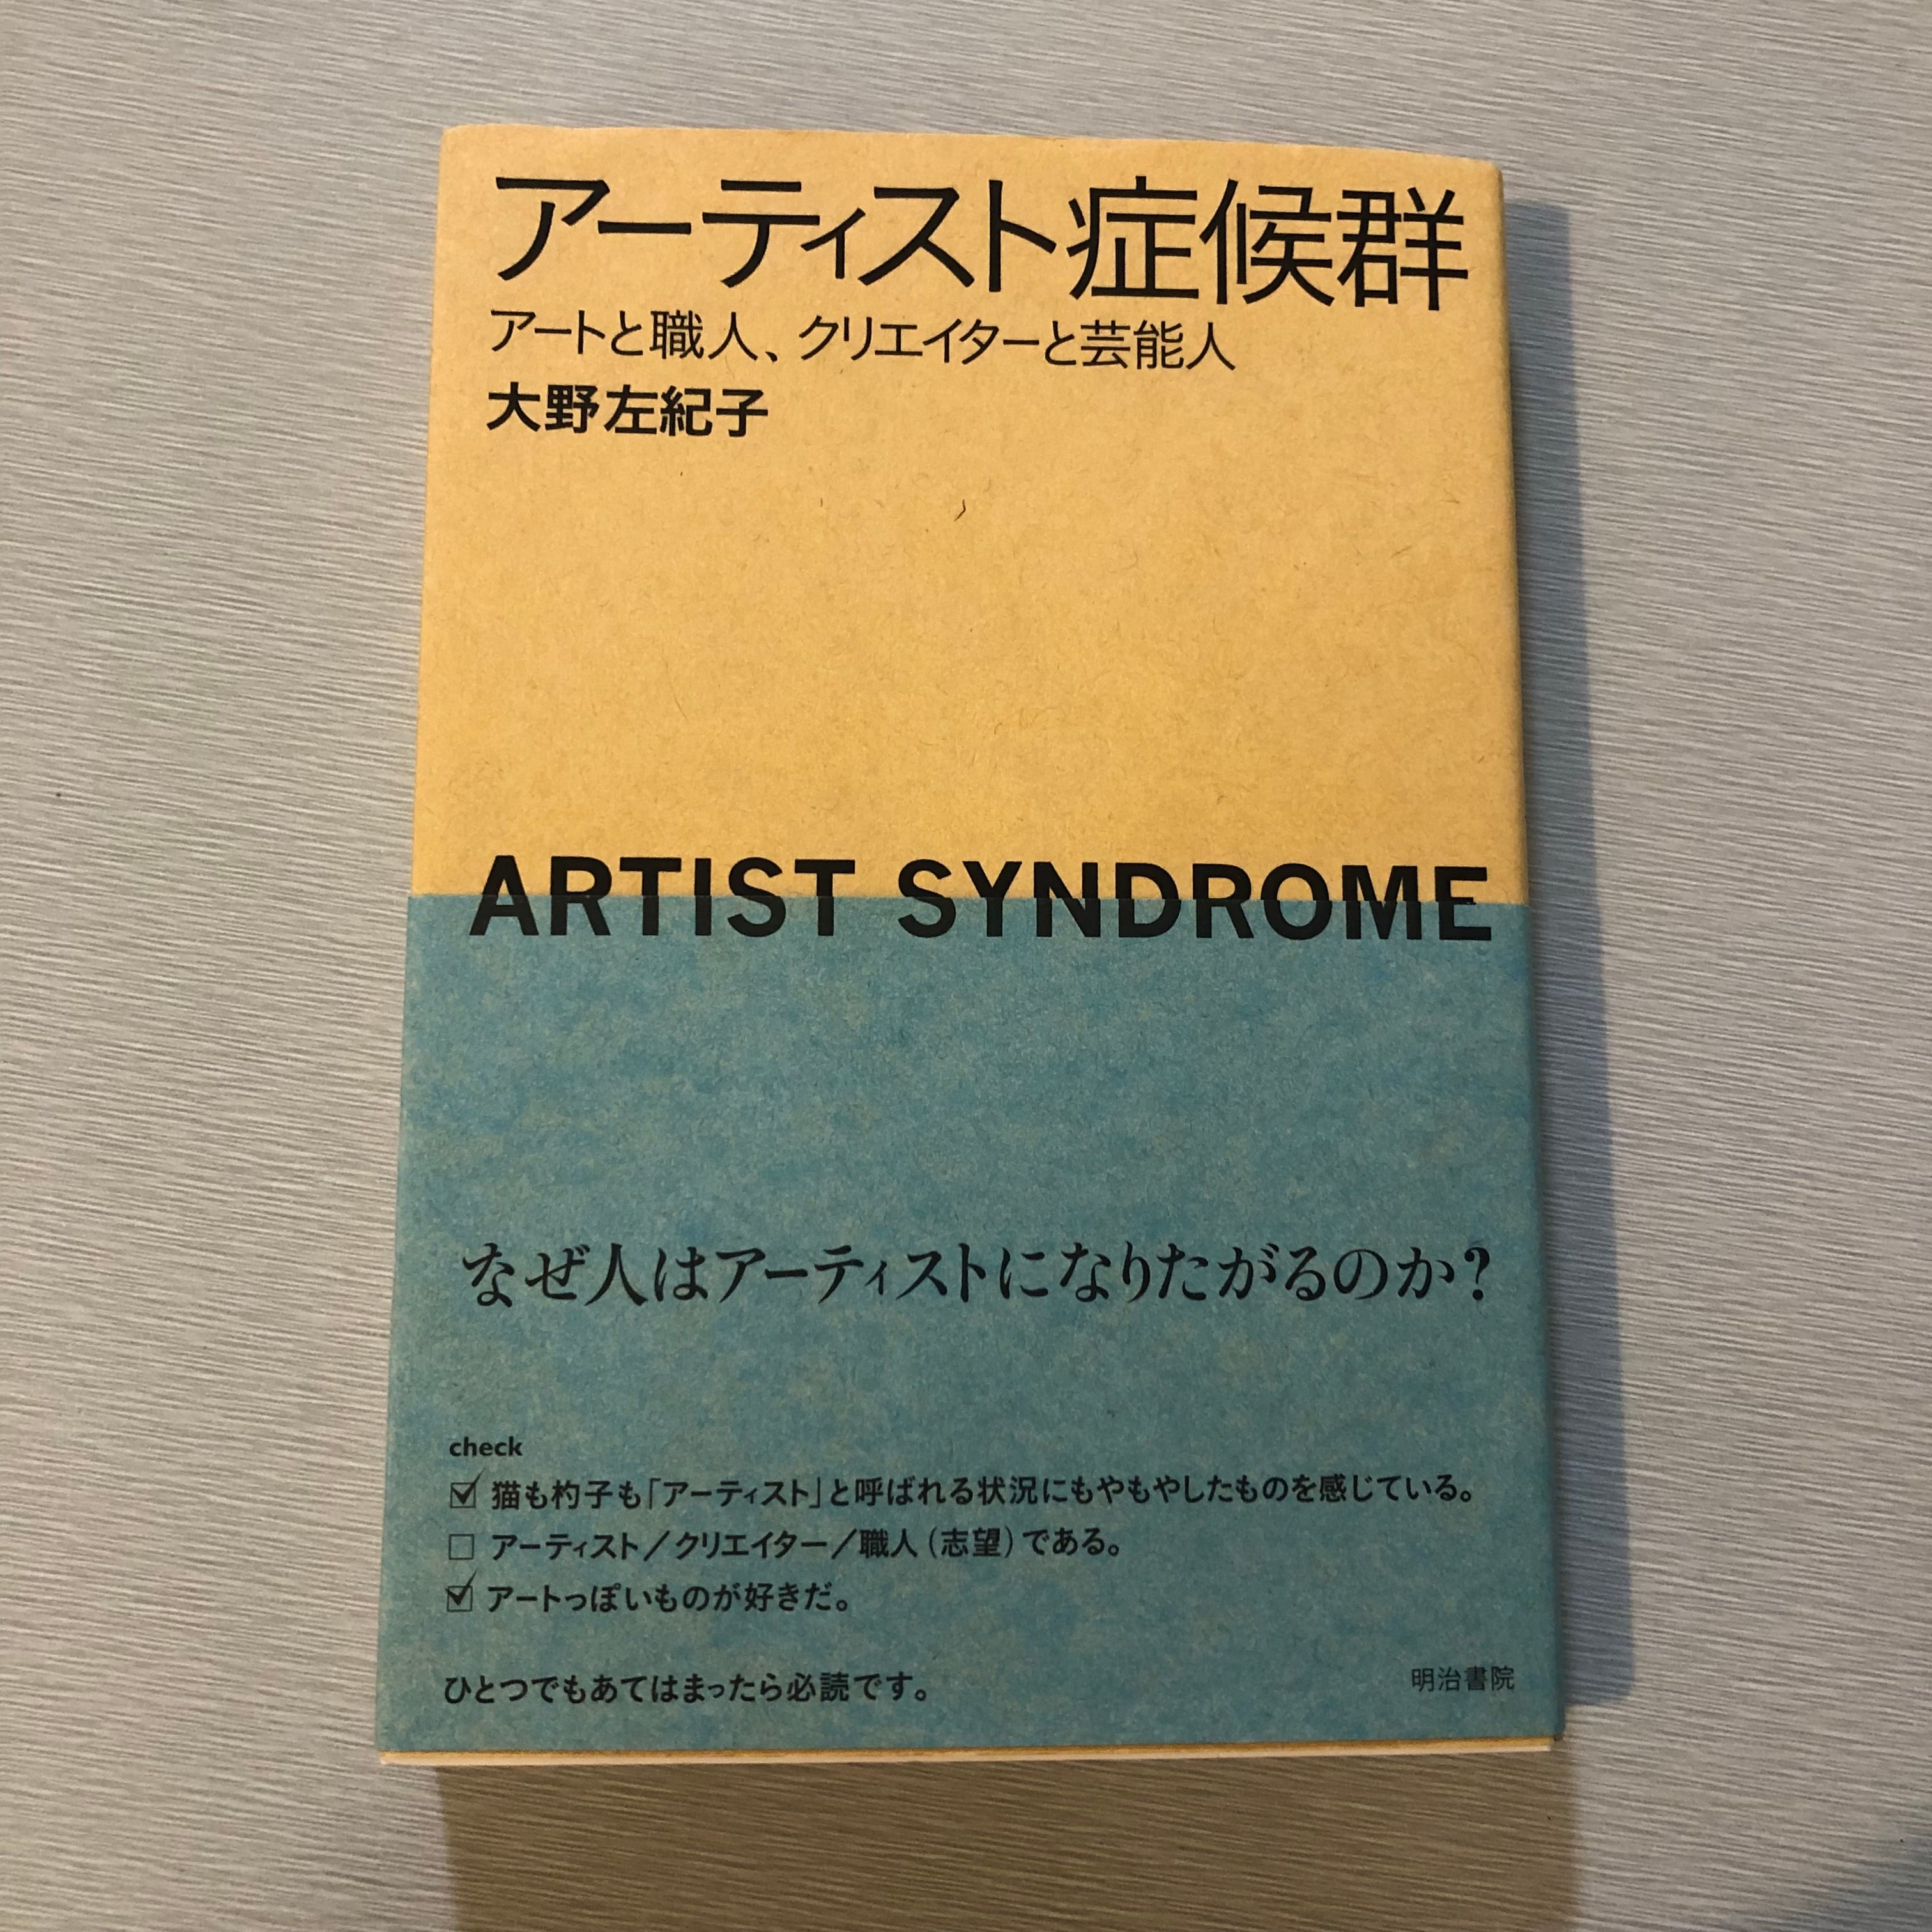 アーティスト症候群
アートと職人、クリエイターと芸能人
大野左紀子
ARTIST SYNDROME
なぜ人はアーティストになりたがるのか?
check
☑ 猫も杓子も「アーティスト」と呼ばれる状況にもやもやしたものを感じている。
□ アーティスト/クリエイター/職人(志望)である。
☑ アートっぽいものが好きだ。
ひとつでもあてはまったら必読です。
明治書院